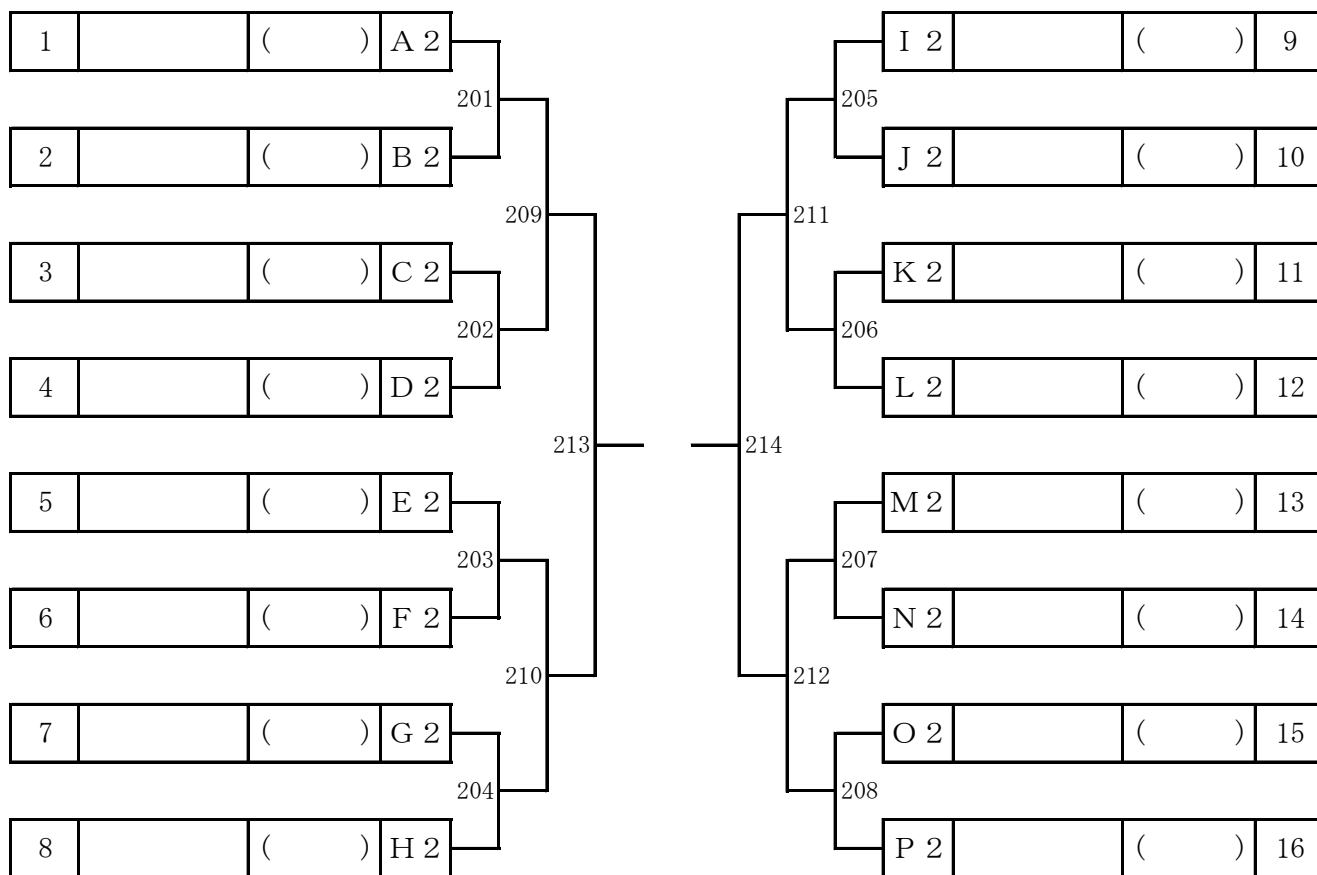 1 ( ) A 2 I 2 ( ) 9
201 205
2 ( ) B 2 J 2 ( ) 10
209 211
3 ( ) C 2 K 2 ( ) 11
202 206
4 ( ) D 2 L 2 ( ) 12
213 214
5 ( ) E 2 M 2 ( ) 13
203 207
6 ( ) F 2 N 2 ( ) 14
210 212
7 ( ) G 2 O 2 ( ) 15
204 208
8 ( ) H 2 P 2 ( ) 16